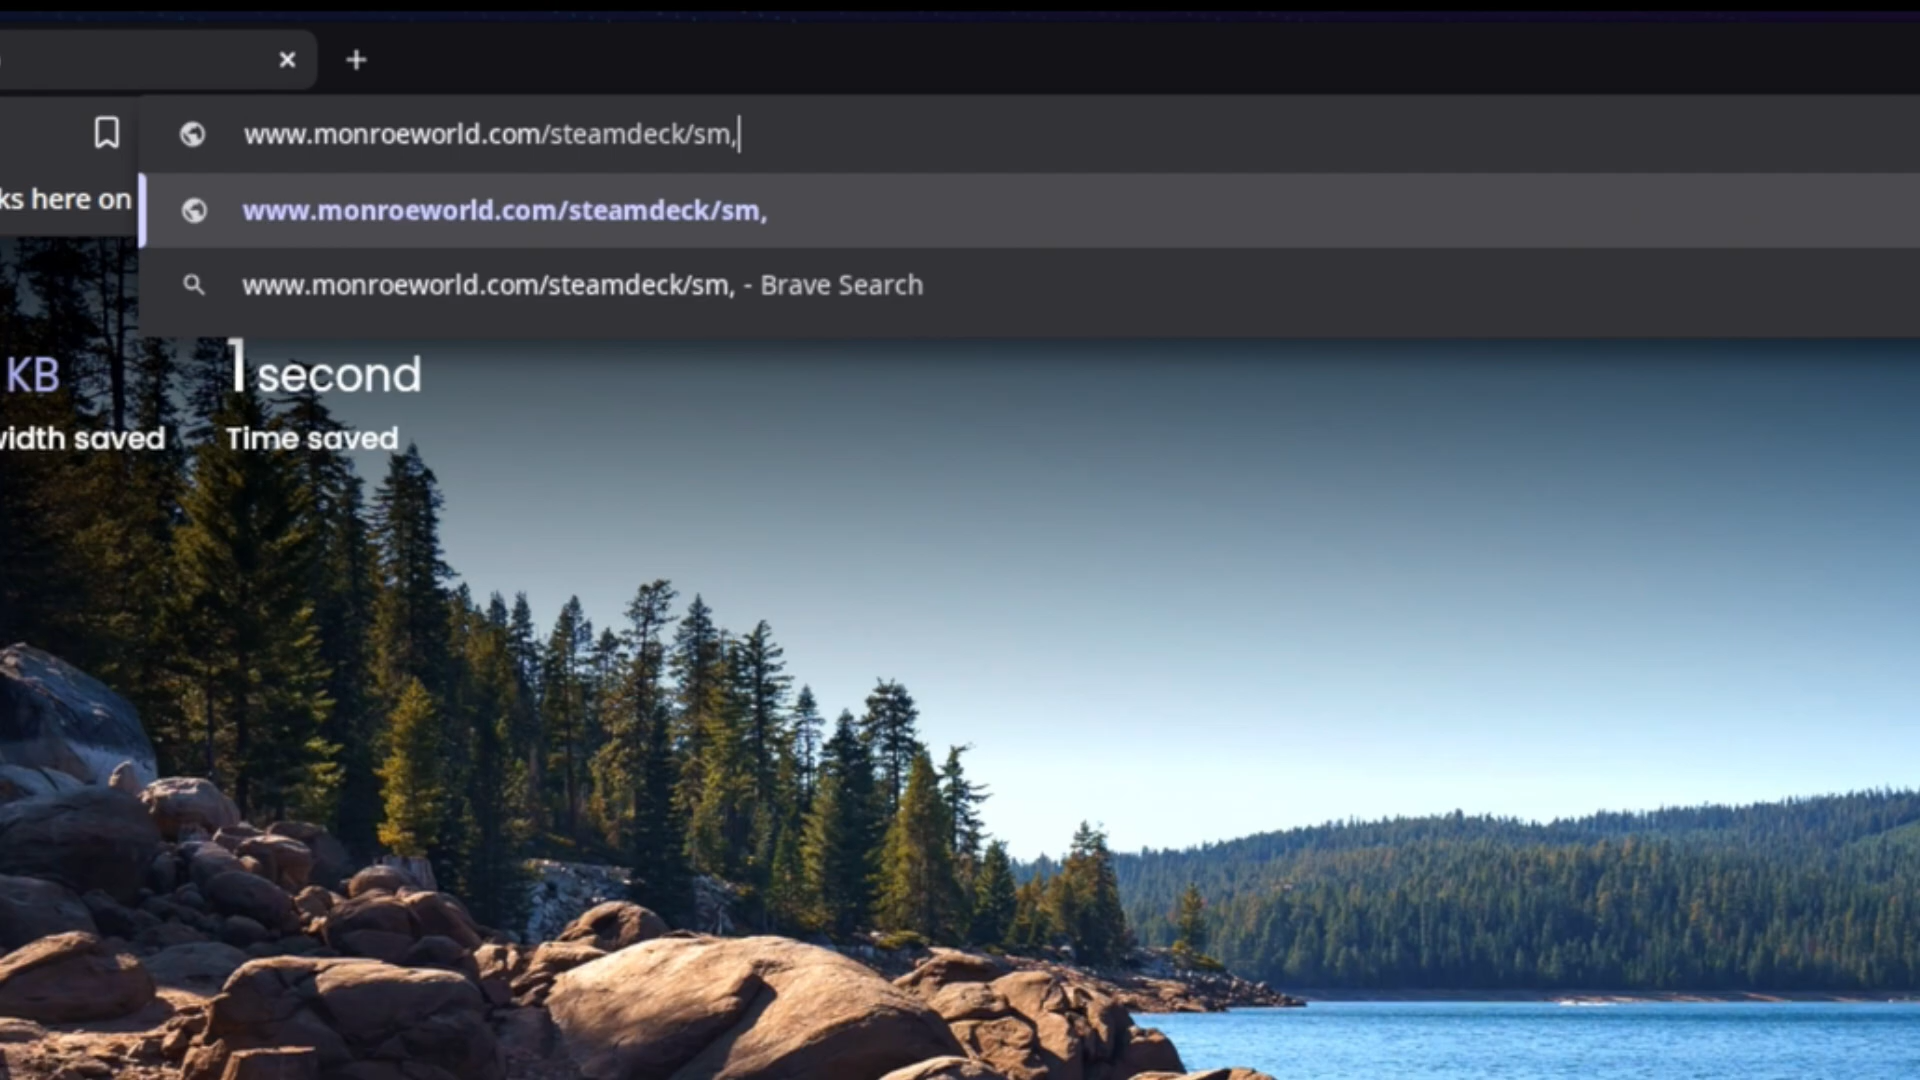 www.monroeworld.com/steamdeck/sm,
ks here on
www.monroeworld.com/steamdeck/sm,
www.monroeworld.com/steamdeck/sm, - Brave Search
KB
1 second
width saved
Time saved